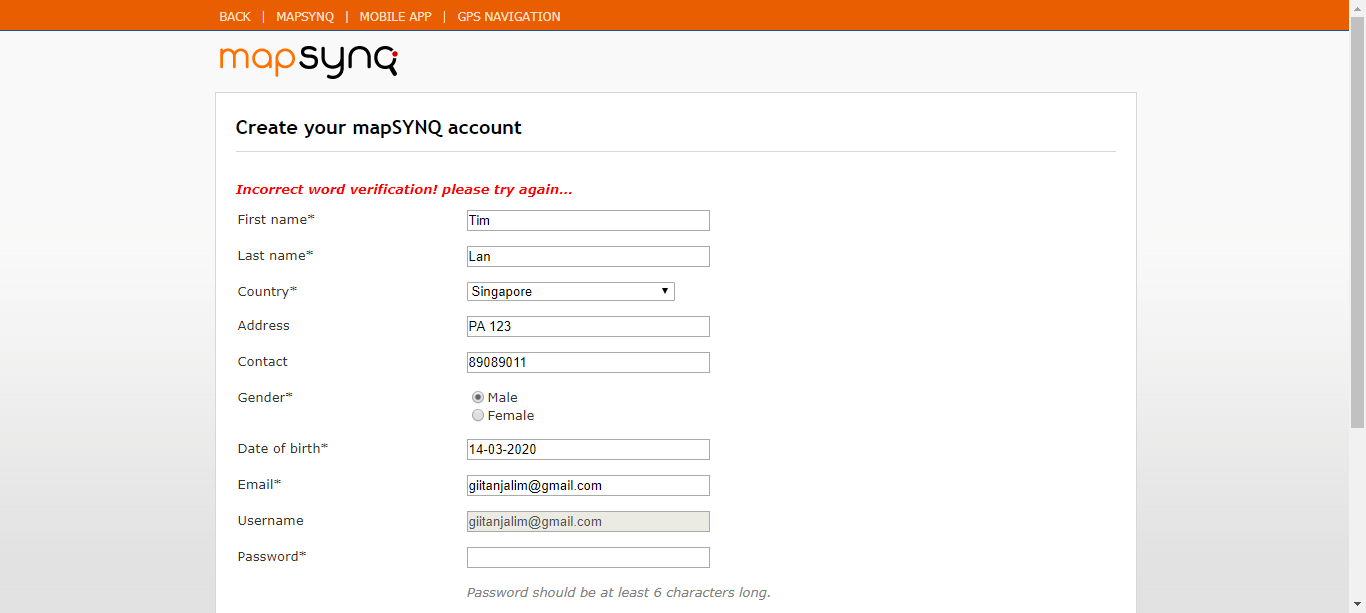 BACK | MAPSYNQ | MOBILE APP | GPS NAVIGATION
mapsynq
Create your mapSYNQ account
Incorrect word verification! please try again...
First name* Tim
Last name* Lan
Country* Singapore
Address PA 123
Contact 89089011
Gender* Male
Female
Date of birth* 14-03-2020
Email* giitanjalim@gmail.com
Username giitanjalim@gmail.com
Password*
Password should be at least 6 characters long.